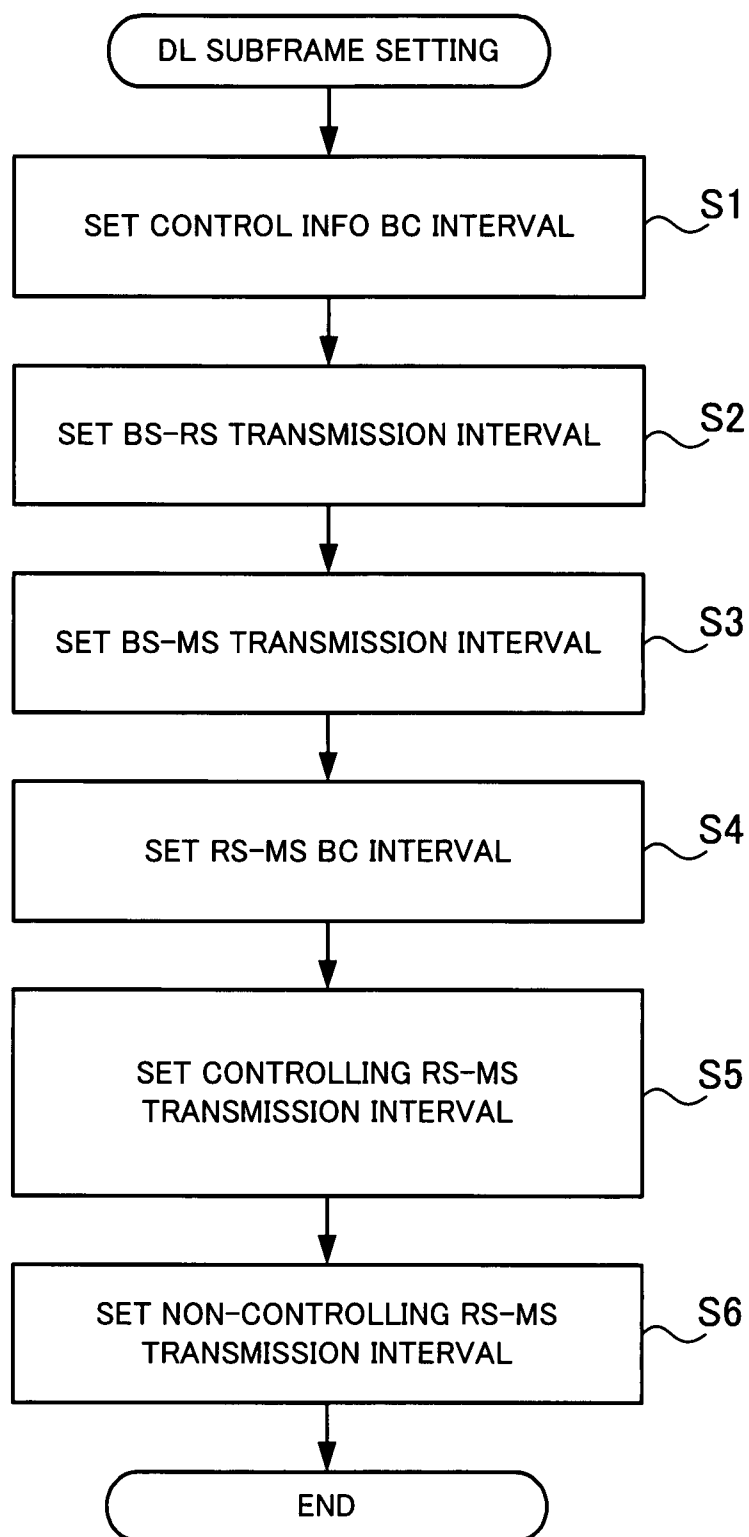 DL SUBFRAME SETTING
SET CONTROL INFO BC INTERVAL
S1
SET BS-RS TRANSMISSION INTERVAL
S2
SET BS-MS TRANSMISSION INTERVAL
S3
SET RS-MS BC INTERVAL
S4
SET CONTROLLING RS-MS
TRANSMISSION INTERVAL
S5
SET NON-CONTROLLING RS-MS
TRANSMISSION INTERVAL
S6
END